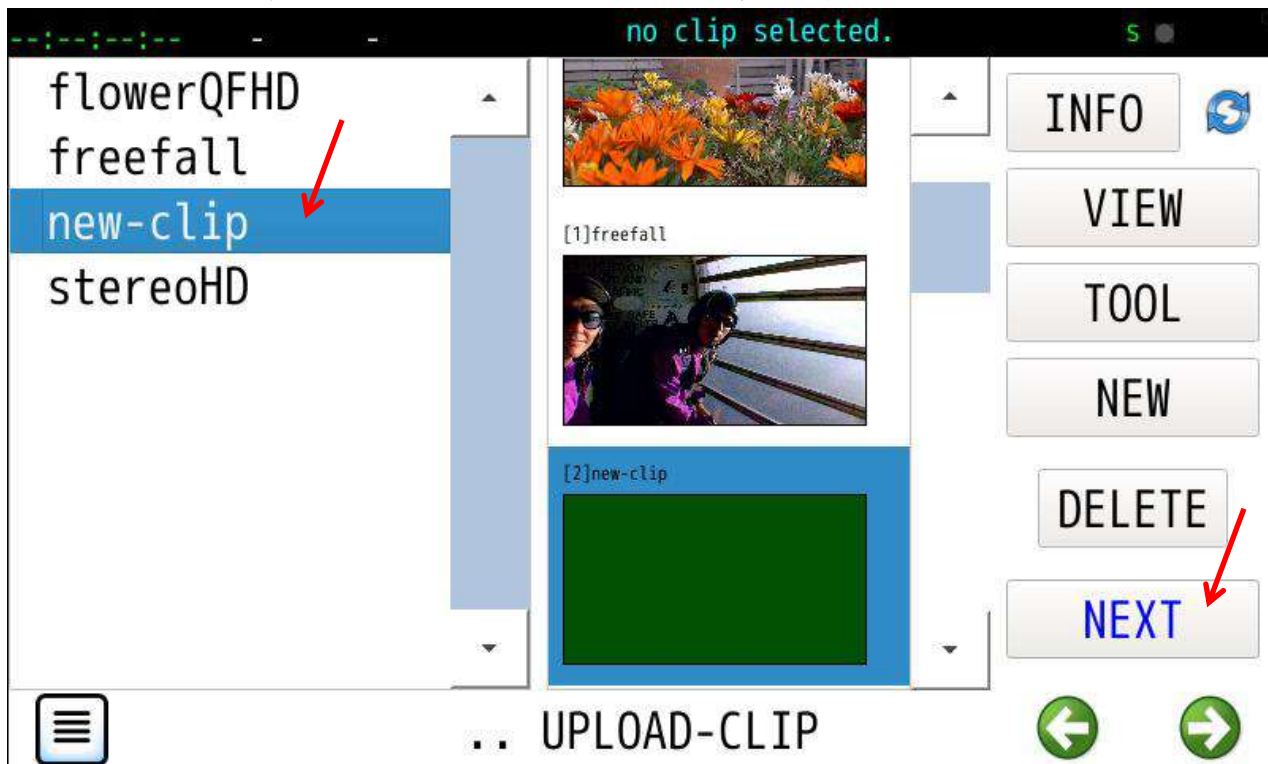 --:--:--:-- - -
no clip selected.
S
flowerQFHD
freefall
new-clip
stereoHD
[1]freefall
[2]new-clip
INFO
VIEW
TOOL
NEW
DELETE
NEXT
.. UPLOAD-CLIP